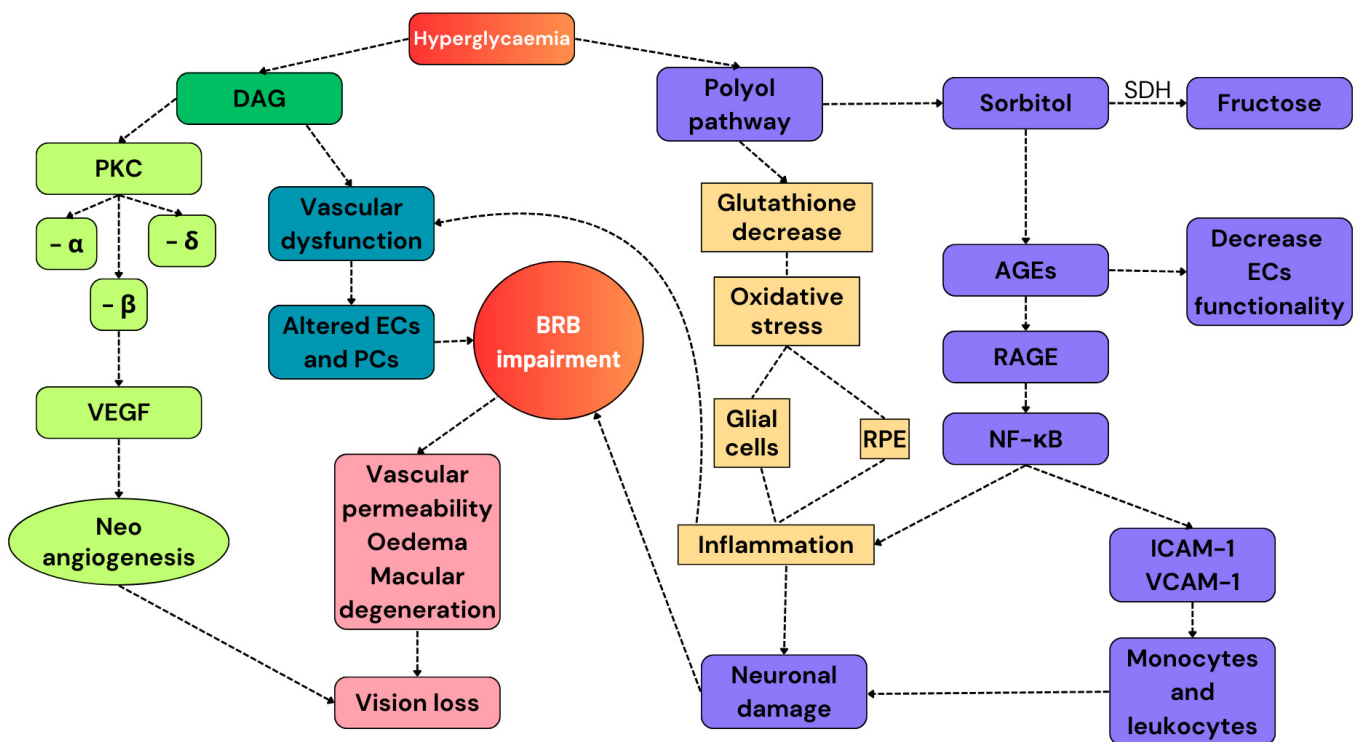 Hyperglycaemia
DAG
Polyol
pathway
Sorbitol
SDH
Fructose
PKC
- α
- δ
- β
VEGF
Neo
angiogenesis
Vascular
dysfunction
Altered ECs
and PCs
BRB
impairment
Vascular
permeability
Oedema
Macular
degeneration
Vision loss
Glutathione
decrease
Oxidative
stress
Glial
cells
RPE
Inflammation
Neuronal
damage
AGEs
Decrease
ECs
functionality
RAGE
NF-κB
ICAM-1
VCAM-1
Monocytes
and
leukocytes